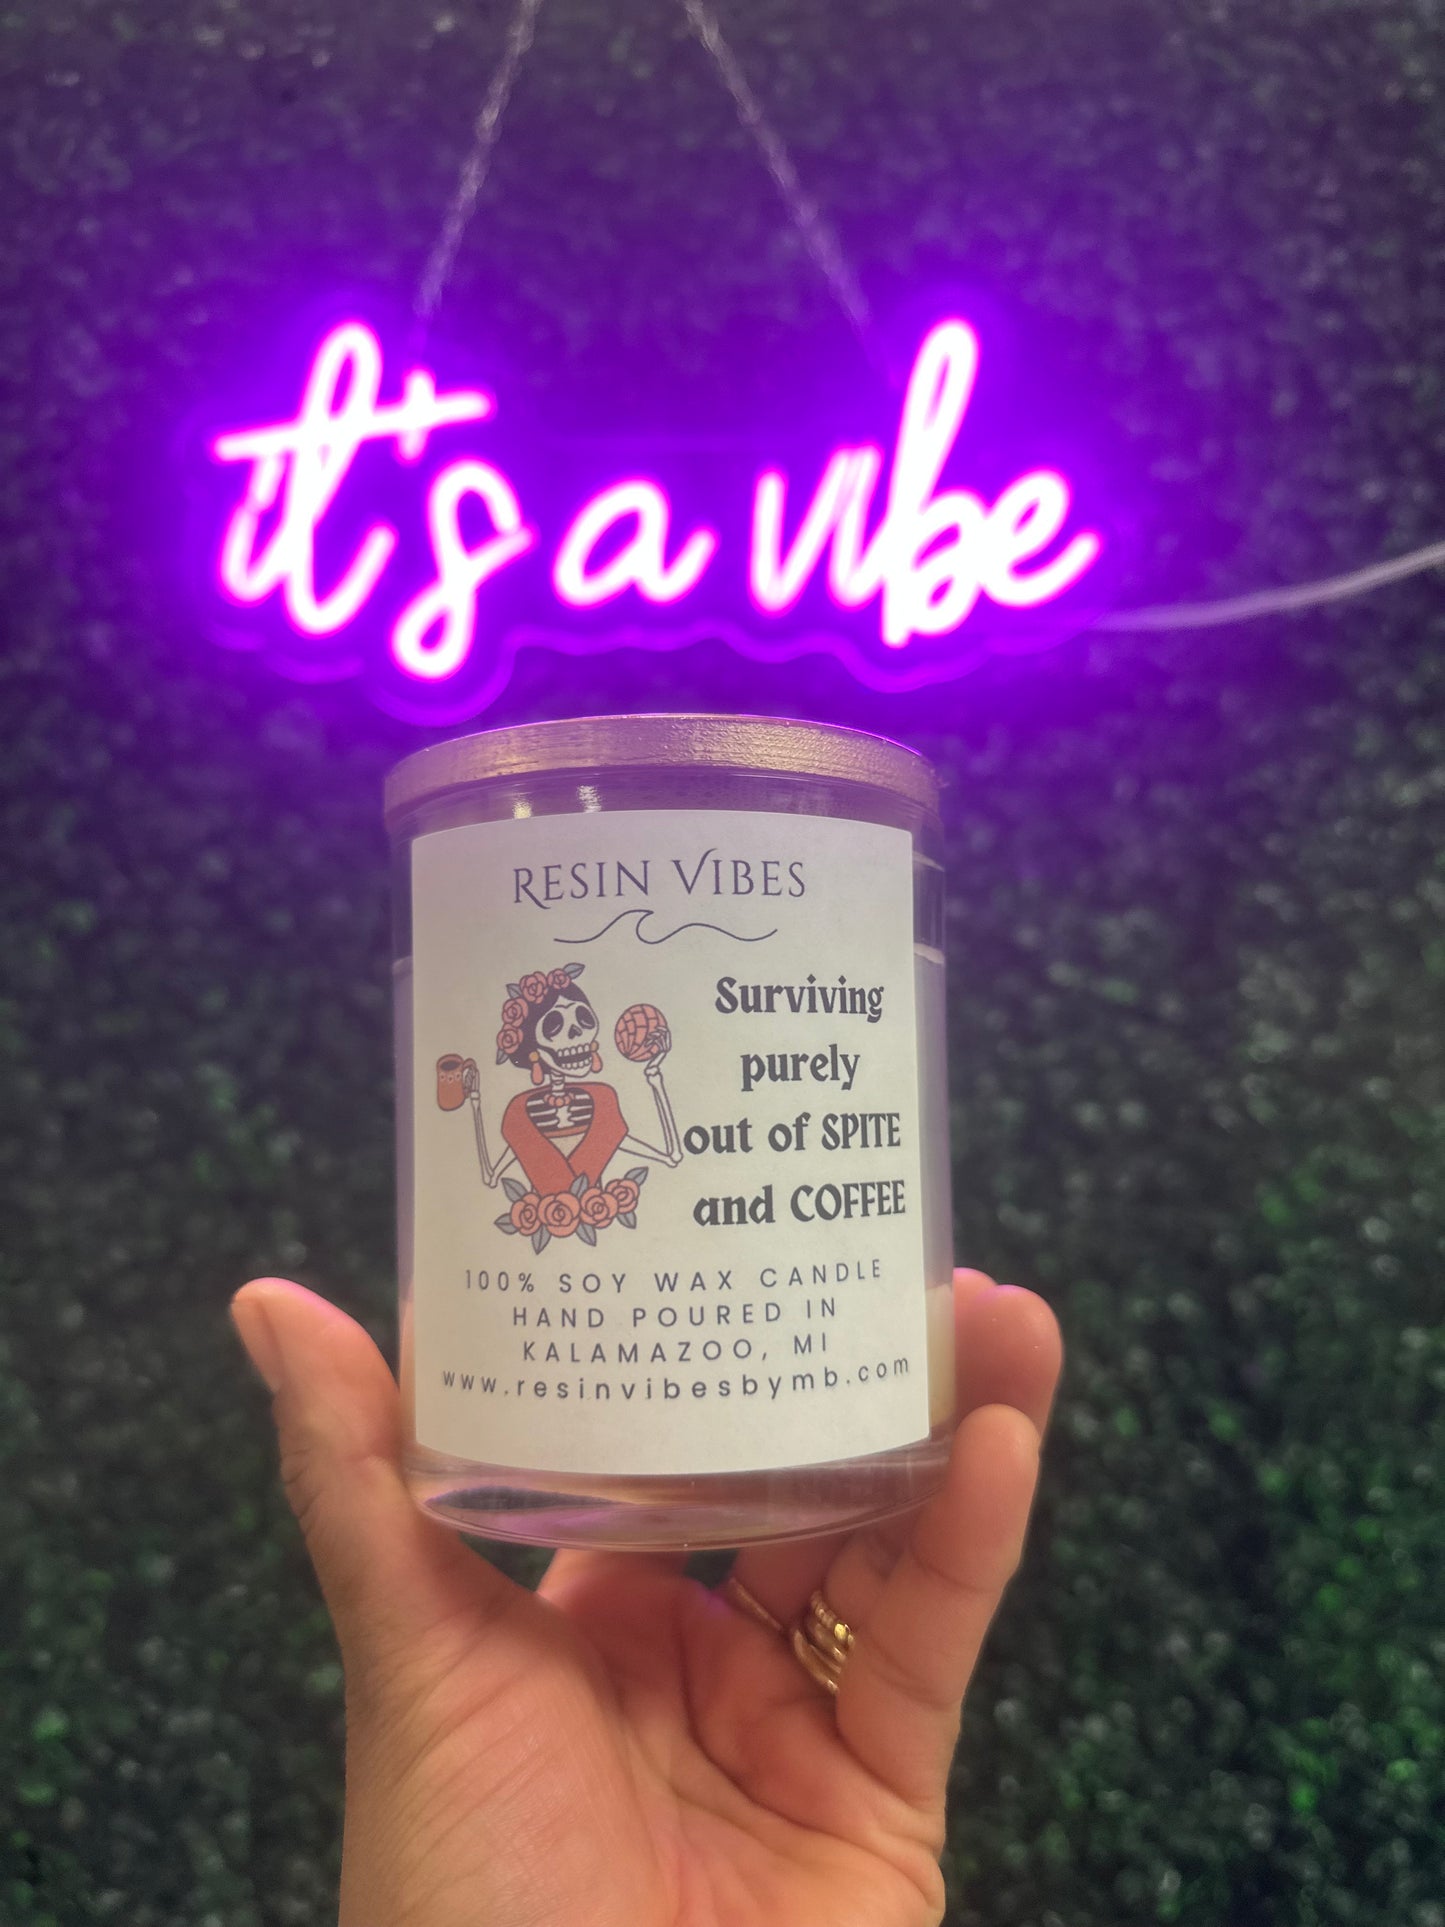 it's a vibe
RESIN VIBES
Surviving
purely
out of SPITE
and COFFEE
100% SOY WAX CANDLE
HAND POURED IN
KALAMAZOO, MI
www.resinvibesbymb.com